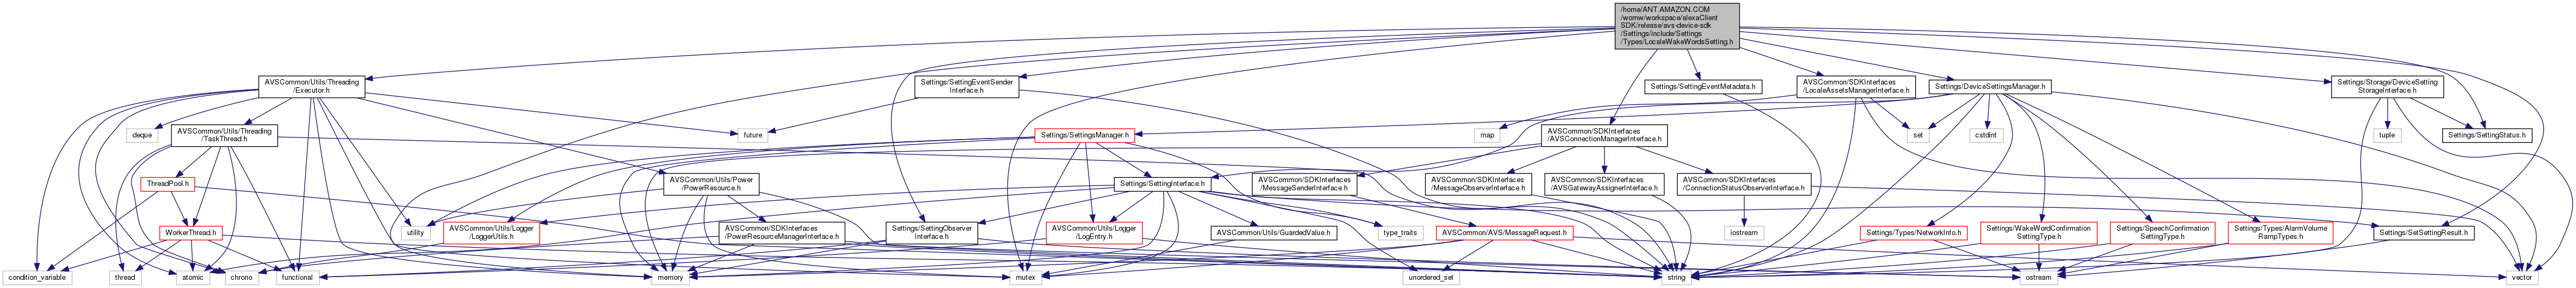 /home/ANT.AMAZON.COM
/womw/workspace/alexaClient
SDK/release/avs-device-sdk
/Settings/include/Settings
/Types/LocaleWakeWordsSetting.h
AVSCommon/Utils/Threading
/Executor.h
Settings/SettingEventSender
Interface.h
Settings/SettingEventMetadata.h
AVSCommon/SDKInterfaces
/LocaleAssetsManagerInterface.h
Settings/DeviceSettingsManager.h
Settings/Storage/DeviceSetting
StorageInterface.h
deque
AVSCommon/Utils/Threading
/TaskThread.h
future
Settings/SettingsManager.h
map
AVSCommon/SDKInterfaces
/AVSConnectionManagerInterface.h
set
cstdint
tuple
Settings/SettingStatus.h
ThreadPool.h
AVSCommon/Utils/Power
/PowerResource.h
Settings/SettingInterface.h
AVSCommon/SDKInterfaces
/MessageSenderInterface.h
AVSCommon/SDKInterfaces
/MessageObserverInterface.h
AVSCommon/SDKInterfaces
/AVSGatewayAssignerInterface.h
AVSCommon/SDKInterfaces
/ConnectionStatusObserverInterface.h
WorkerThread.h
utility
AVSCommon/Utils/Logger
/LoggerUtils.h
AVSCommon/SDKInterfaces
/PowerResourceManagerInterface.h
Settings/SettingObserver
Interface.h
AVSCommon/Utils/Logger
/LogEntry.h
AVSCommon/Utils/GuardedValue.h
type_traits
AVSCommon/AVS/MessageRequest.h
iostream
Settings/Types/NetworkInfo.h
Settings/WakeWordConfirmation
SettingType.h
Settings/SpeechConfirmation
SettingType.h
Settings/Types/AlarmVolume
RampTypes.h
Settings/SetSettingResult.h
condition_variable
thread
atomic
chrono
functional
memory
mutex
unordered_set
string
ostream
vector